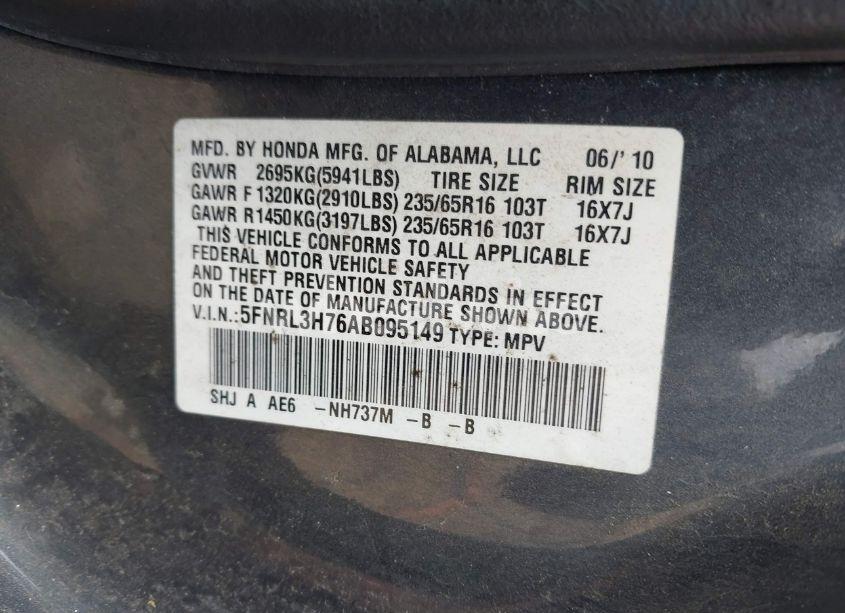 MFD. BY HONDA MFG. OF ALABAMA, LLC 06/' 10
GVWR 2695KG(5941LBS) TIRE SIZE RIM SIZE
GAWR F 1320KG(2910LBS) 235/65R16 103T 16X7J
GAWR R1450KG(3197LBS) 235/65R16 103T 16X7J
THIS VEHICLE CONFORMS TO ALL APPLICABLE
FEDERAL MOTOR VEHICLE SAFETY
AND THEFT PREVENTION STANDARDS IN EFFECT
ON THE DATE OF MANUFACTURE SHOWN ABOVE.
V.I.N.:5FNRL3H76AB095149 TYPE: MPV
SHJ A AE6 -NH737M -B -B